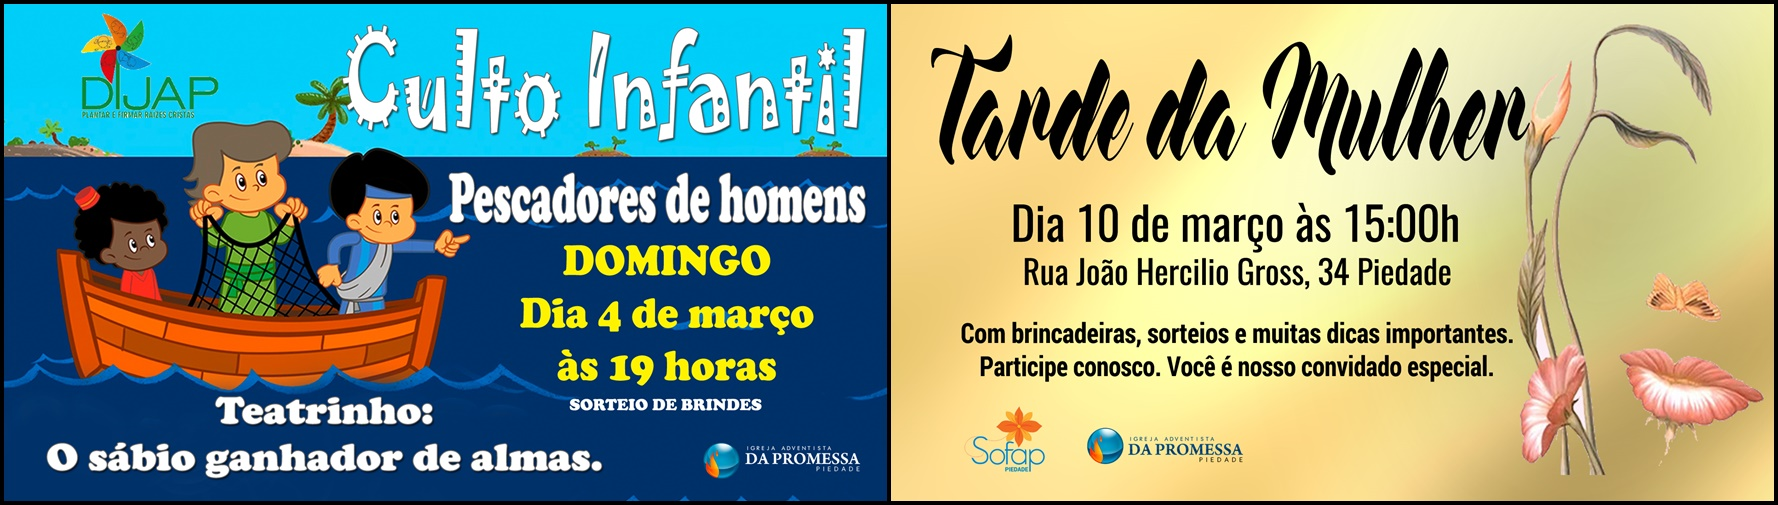 DIJAP
PLANTAR E FIRMAR RAÍZES CRISTÃS
Culto Infantil
Pescadores de homens
DOMINGO
Dia 4 de março
às 19 horas
SORTEIO DE BRINDES
Teatrinho:
O sábio ganhador de almas.
IGREJA ADVENTISTA
DA PROMESSA
PIEDADE
Tarde da Mulher
Dia 10 de março às 15:00h
Rua João Hercilio Gross, 34 Piedade
Com brincadeiras, sorteios e muitas dicas importantes.
Participe conosco. Você é nosso convidado especial.
Sofap
PIEDADE
IGREJA ADVENTISTA
DA PROMESSA
PIEDADE